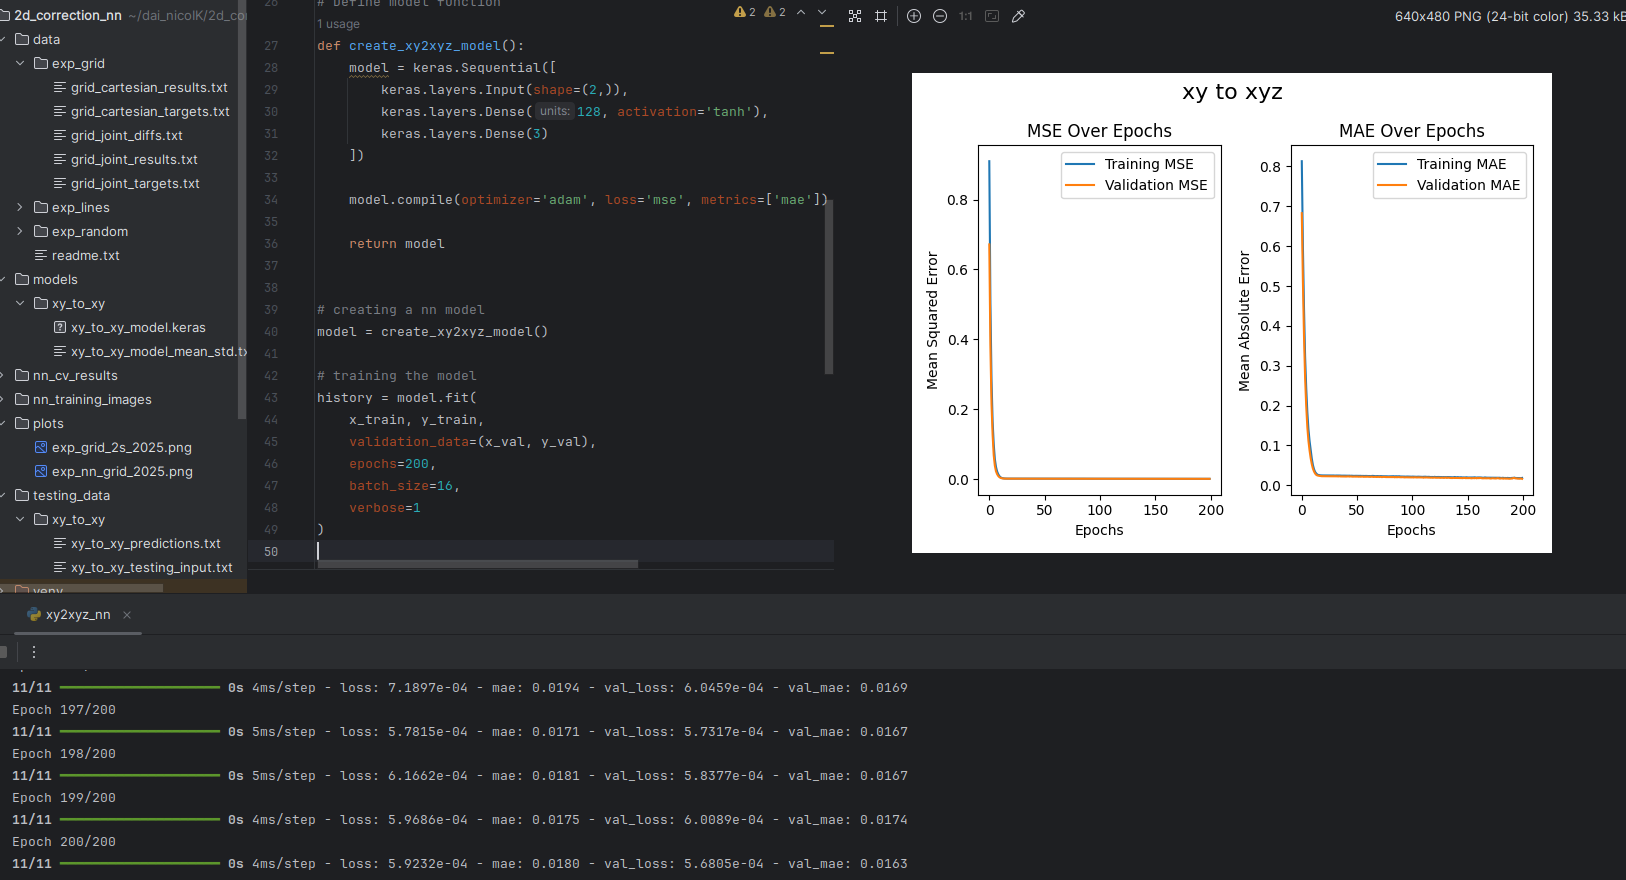 2d_correction_nn ~/dai_nicolK/2d_co
data
exp_grid
grid_cartesian_results.txt
grid_cartesian_targets.txt
grid_joint_diffs.txt
grid_joint_results.txt
grid_joint_targets.txt
exp_lines
exp_random
readme.txt
models
xy_to_xy
xy_to_xy_model.keras
xy_to_xy_model_mean_std.tx
nn_cv_results
nn_training_images
plots
exp_grid_2s_2025.png
exp_nn_grid_2025.png
testing_data
xy_to_xy
xy_to_xy_predictions.txt
xy_to_xy_testing_input.txt
venv
26 # Define model function
2 2
1 usage
27 def create_xy2xyz_model():
28 model = keras.Sequential([
29 keras.layers.Input(shape=(2,)),
30 keras.layers.Dense( units: 128, activation='tanh'),
31 keras.layers.Dense(3)
32 ])
33
34 model.compile(optimizer='adam', loss='mse', metrics=['mae'])
35
36 return model
37
38
39 # creating a nn model
40 model = create_xy2xyz_model()
41
42 # training the model
43 history = model.fit(
44 x_train, y_train,
45 validation_data=(x_val, y_val),
46 epochs=200,
47 batch_size=16,
48 verbose=1
49 )
50
1:1
640x480 PNG (24-bit color) 35.33 kB
xy to xyz
MSE Over Epochs
Training MSE
Validation MSE
Mean Squared Error
0.8
0.6
0.4
0.2
0.0
0 50 100 150 200
Epochs
MAE Over Epochs
Training MAE
Validation MAE
Mean Absolute Error
0.8
0.7
0.6
0.5
0.4
0.3
0.2
0.1
0.0
0 50 100 150 200
Epochs
xy2xyz_nn
11/11 0s 4ms/step - loss: 7.1897e-04 - mae: 0.0194 - val_loss: 6.0459e-04 - val_mae: 0.0169
Epoch 197/200
11/11 0s 5ms/step - loss: 5.7815e-04 - mae: 0.0171 - val_loss: 5.7317e-04 - val_mae: 0.0167
Epoch 198/200
11/11 0s 5ms/step - loss: 6.1662e-04 - mae: 0.0181 - val_loss: 5.8377e-04 - val_mae: 0.0167
Epoch 199/200
11/11 0s 4ms/step - loss: 5.9686e-04 - mae: 0.0175 - val_loss: 6.0089e-04 - val_mae: 0.0174
Epoch 200/200
11/11 0s 4ms/step - loss: 5.9232e-04 - mae: 0.0180 - val_loss: 5.6805e-04 - val_mae: 0.0163